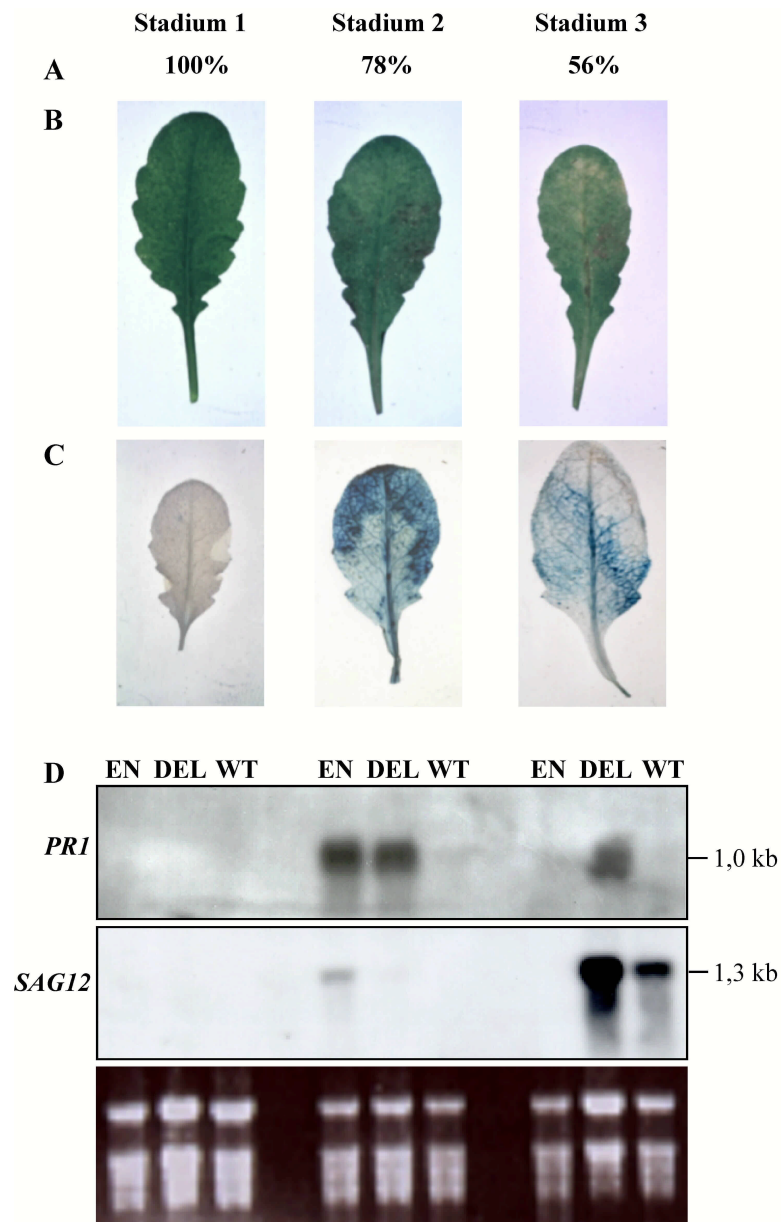 Stadium 1 Stadium 2 Stadium 3
A 100% 78% 56%
B
C
D EN DEL WT EN DEL WT EN DEL WT
PR1 1,0 kb
SAG12 1,3 kb